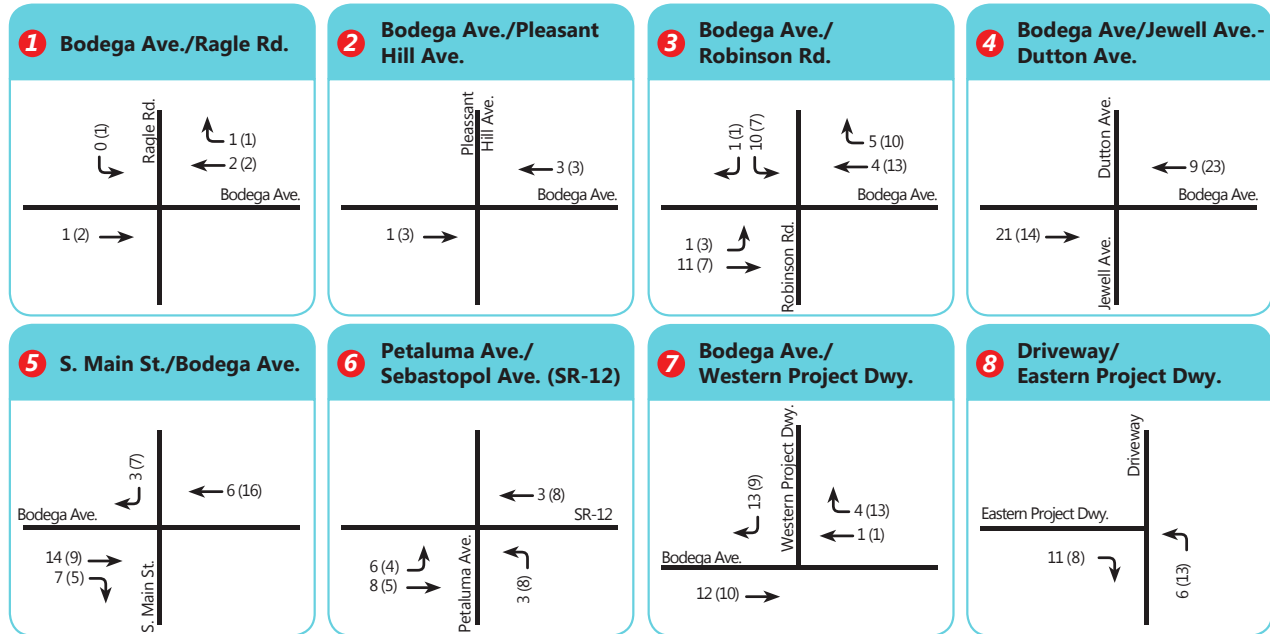 1 Bodega Ave./Ragle Rd.
0 (1)
Ragle Rd.
1 (1)
2 (2)
Bodega Ave.
1 (2)
2 Bodega Ave./Pleasant
Hill Ave.
Pleassant
Hill Ave.
3 (3)
Bodega Ave.
1 (3)
3 Bodega Ave./
Robinson Rd.
1 (1)
10 (7)
5 (10)
4 (13)
Bodega Ave.
1 (3)
11 (7)
Robinson Rd.
4 Bodega Ave/Jewell Ave.-
Dutton Ave.
Dutton Ave.
9 (23)
Bodega Ave.
21 (14)
Jewell Ave.
5 S. Main St./Bodega Ave.
3 (7)
6 (16)
Bodega Ave.
14 (9)
7 (5)
S. Main St.
6 Petaluma Ave./
Sebastopol Ave. (SR-12)
3 (8)
SR-12
6 (4)
8 (5)
Petaluma Ave.
3 (8)
7 Bodega Ave./
Western Project Dwy.
13 (9)
Western Project Dwy.
4 (13)
1 (1)
Bodega Ave.
12 (10)
8 Driveway/
Eastern Project Dwy.
Driveway
Eastern Project Dwy.
11 (8)
6 (13)